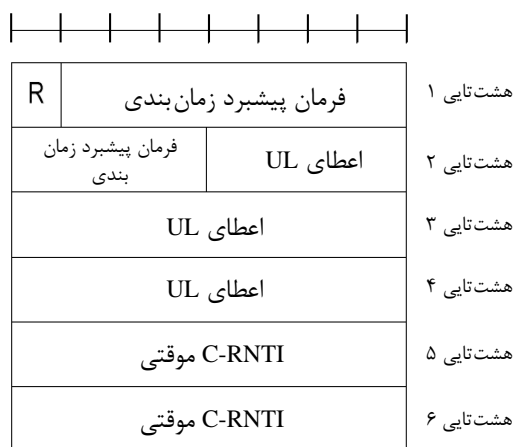 R فرمان پیشبرد زمان‌بندی هشت‌تایی ۱
فرمان پیشبرد زمان
بندی
اعطای UL هشت‌تایی ۲
اعطای UL هشت‌تایی ۳
اعطای UL هشت‌تایی ۴
C-RNTI موقتی هشت‌تایی ۵
C-RNTI موقتی هشت‌تایی ۶